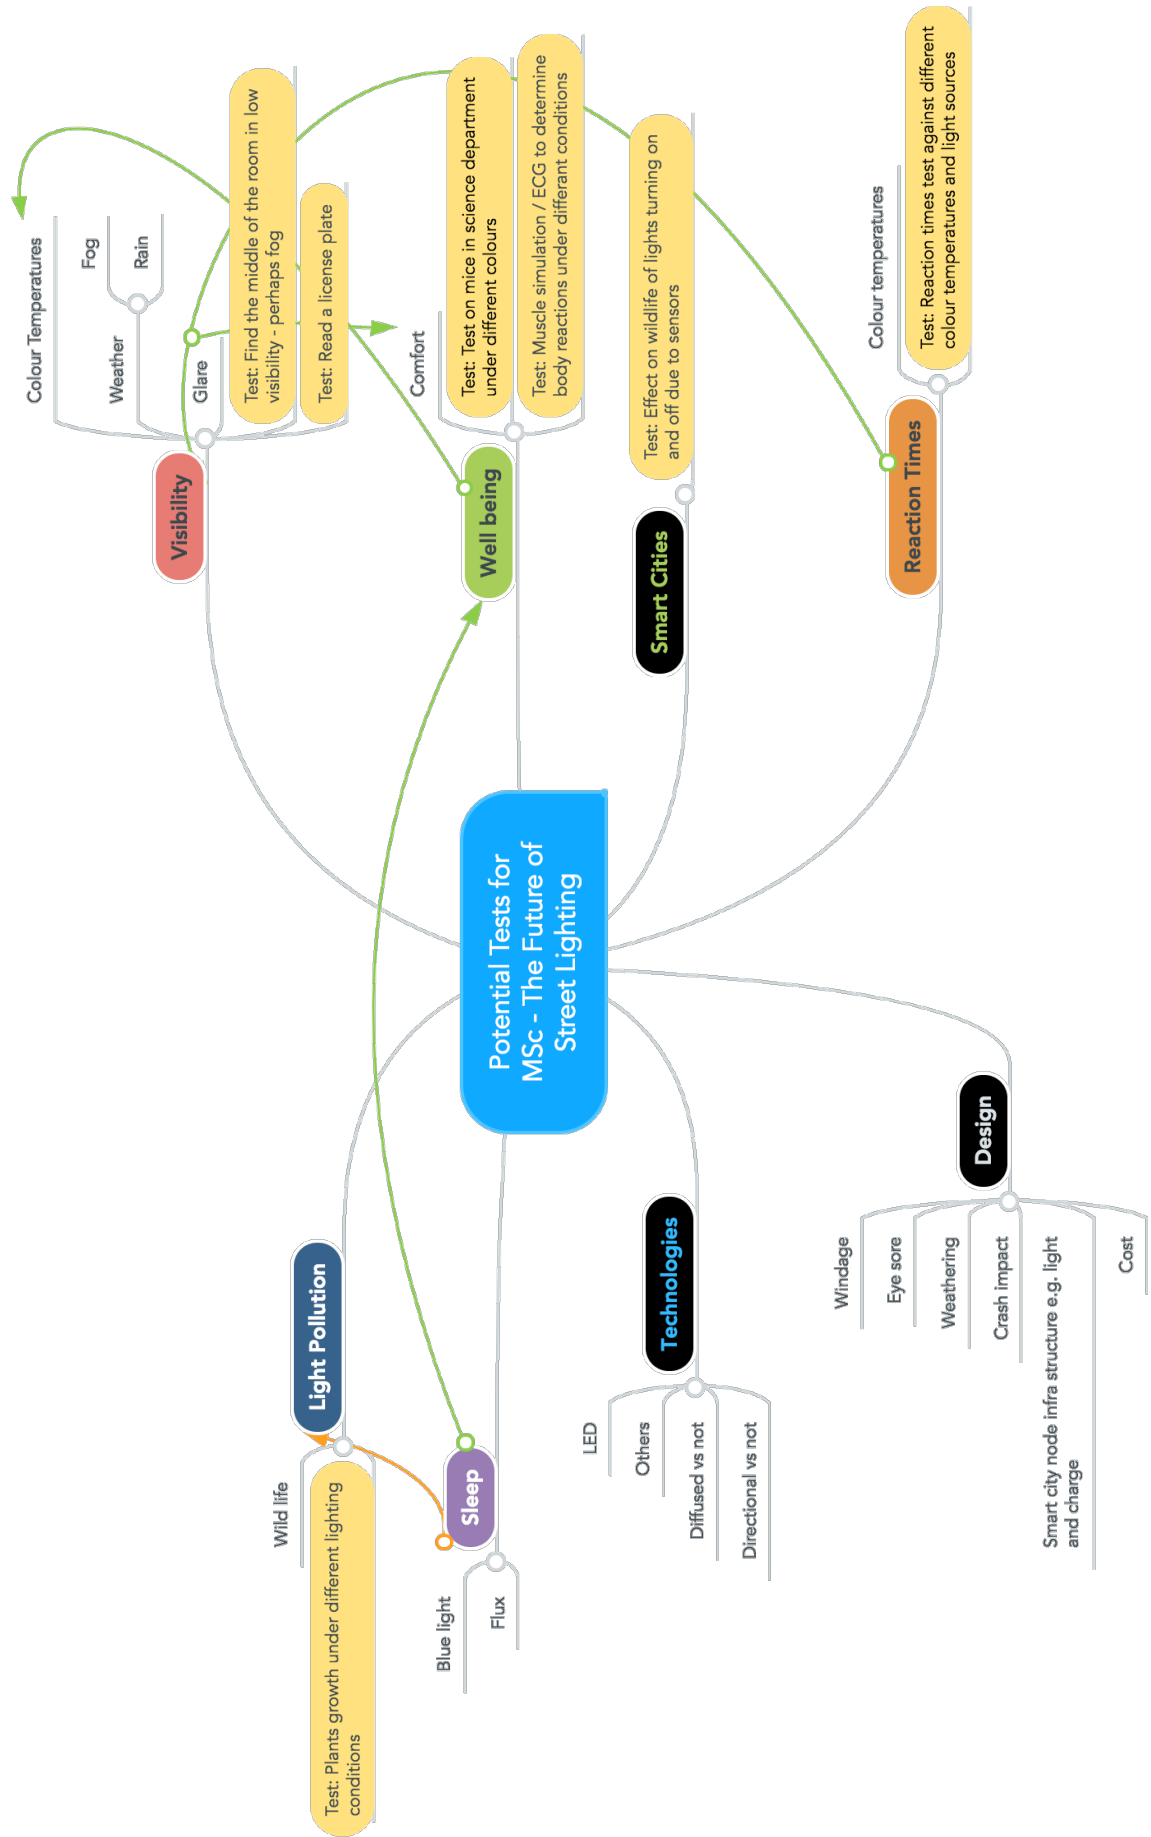 Potential Tests for
MSc - The Future of
Street Lighting
Visibility
Colour Temperatures
Weather
Fog
Rain
Glare
Test: Find the middle of the room in low
visibility - perhaps fog
Test: Read a license plate
Well being
Comfort
Test: Test on mice in science department
under different colours
Test: Muscle simulation / ECG to determine
body reactions under differant conditions
Smart Cities
Test: Effect on wildlife of lights turning on
and off due to sensors
Reaction Times
Colour temperatures
Test: Reaction times test against different
colour temperatures and light sources
Light Pollution
Wild life
Test: Plants growth under different lighting
conditions
Sleep
Blue light
Flux
Technologies
LED
Others
Diffused vs not
Directional vs not
Design
Windage
Eye sore
Weathering
Crash impact
Smart city node infra structure e.g. light
and charge
Cost